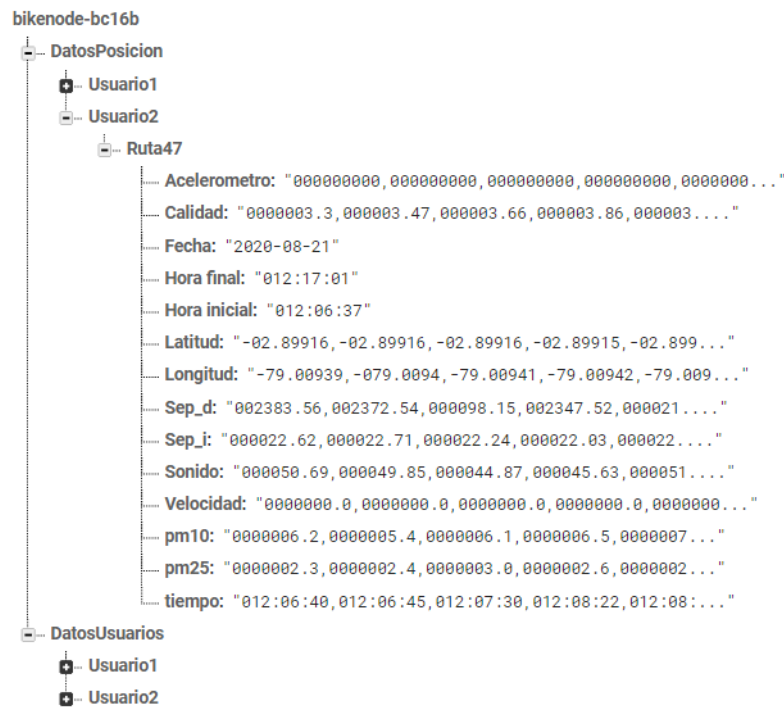 bikenode-bc16b
DatosPosicion
Usuario1
Usuario2
Ruta47
Acelerometro: "000000000,000000000,000000000,000000000,0000000..."
Calidad: "0000003.3,000003.47,000003.66,000003.86,000003...."
Fecha: "2020-08-21"
Hora final: "012:17:01"
Hora inicial: "012:06:37"
Latitud: "-02.89916,-02.89916,-02.89916,-02.89915,-02.899..."
Longitud: "-79.00939,-079.0094,-79.00941,-79.00942,-79.009..."
Sep_d: "002383.56,002372.54,000098.15,002347.52,000021...."
Sep_i: "000022.62,000022.71,000022.24,000022.03,000022...."
Sonido: "000050.69,000049.85,000044.87,000045.63,000051...."
Velocidad: "0000000.0,0000000.0,0000000.0,0000000.0,0000000..."
pm10: "0000006.2,0000005.4,0000006.1,0000006.5,0000007..."
pm25: "0000002.3,0000002.4,0000003.0,0000002.6,0000002..."
tiempo: "012:06:40,012:06:45,012:07:30,012:08:22,012:08:..."
DatosUsuarios
Usuario1
Usuario2